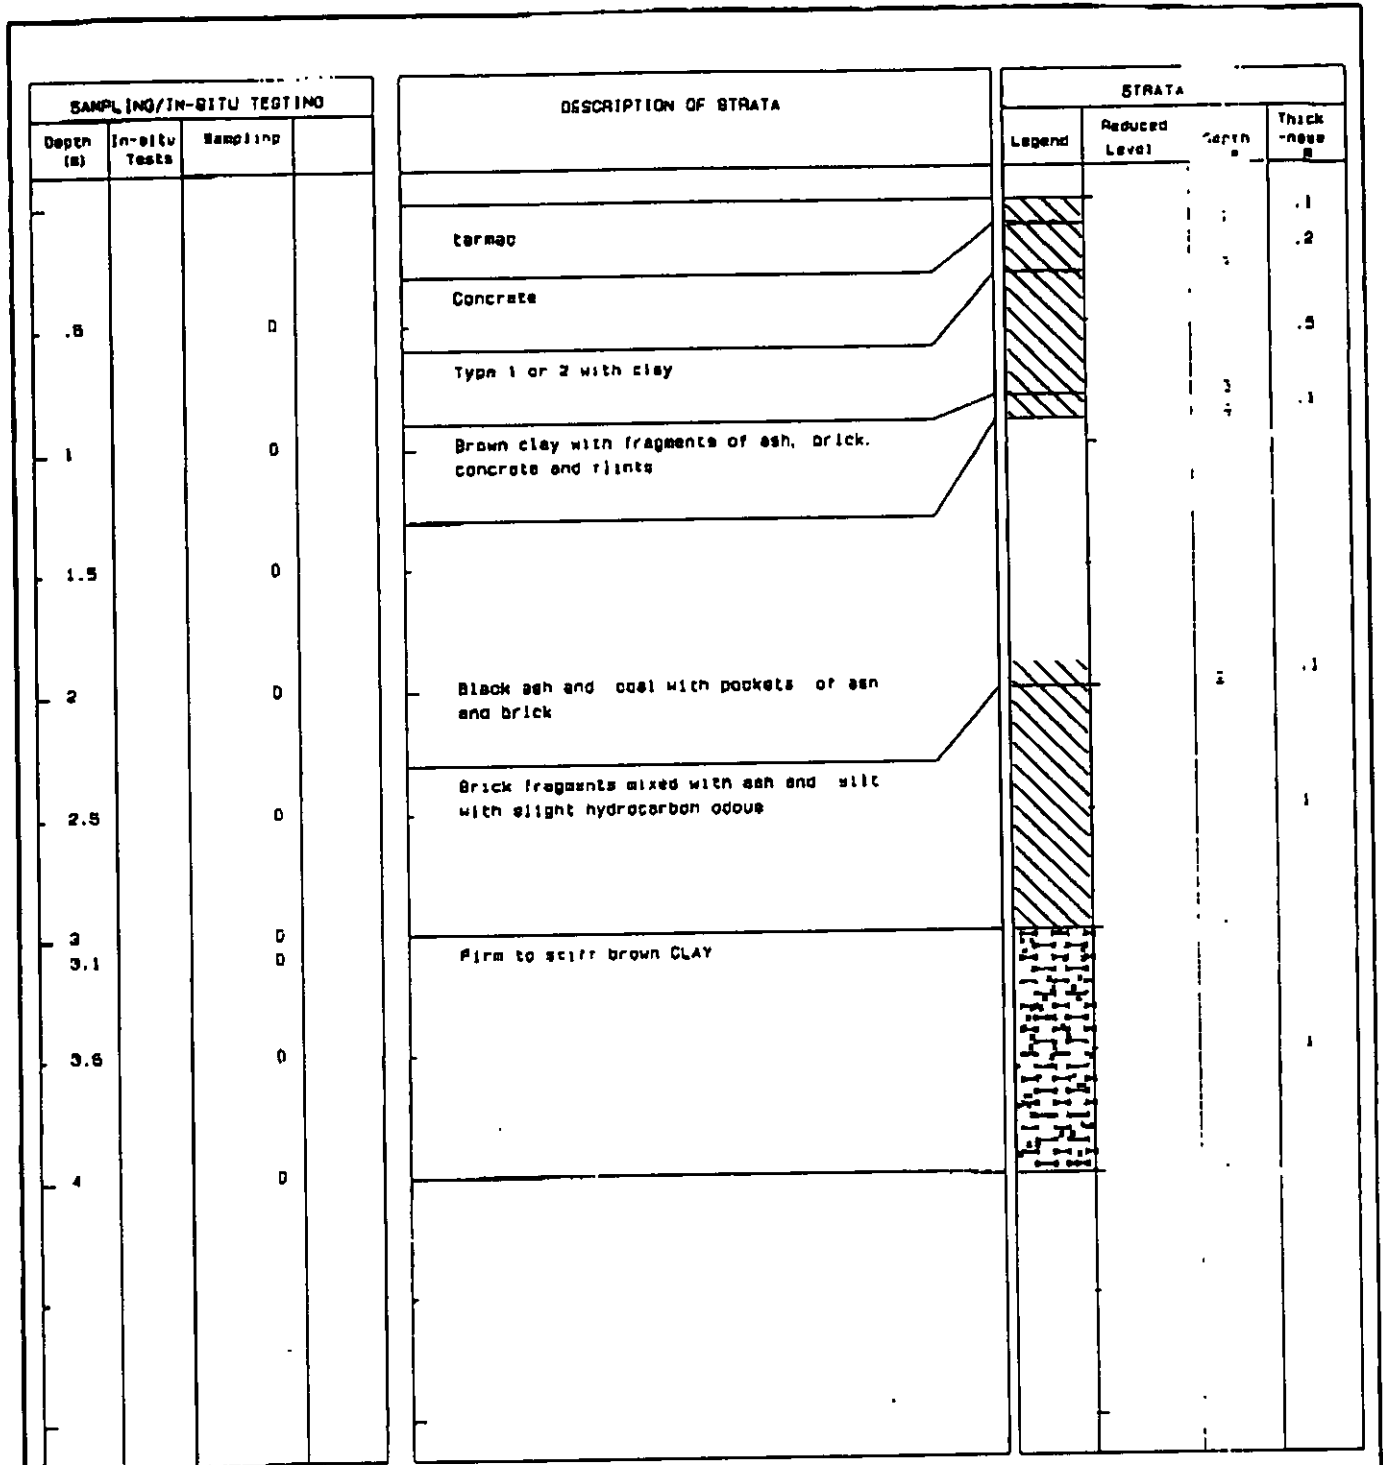 SAMPLING/IN-SITU TESTING
Depth (m) In-situ Tests Sampling
DESCRIPTION OF STRATA
STRATA
Legend Reduced Level Depth m Thick -ness m
.1
tarmac
.2
Concrete
.5 D
.5
Type 1 or 2 with clay
.1
1 D
Brown clay with fragments of ash, brick,
concrete and flints
1.5 D
.1
2 D
Black ash and coal with pockets of ash
and brick
Brick fragments mixed with ash and silt
with slight hydrocarbon odous
1
2.5 D
3 D
3.1 D
Firm to stiff brown CLAY
3.5 D
1
4 D